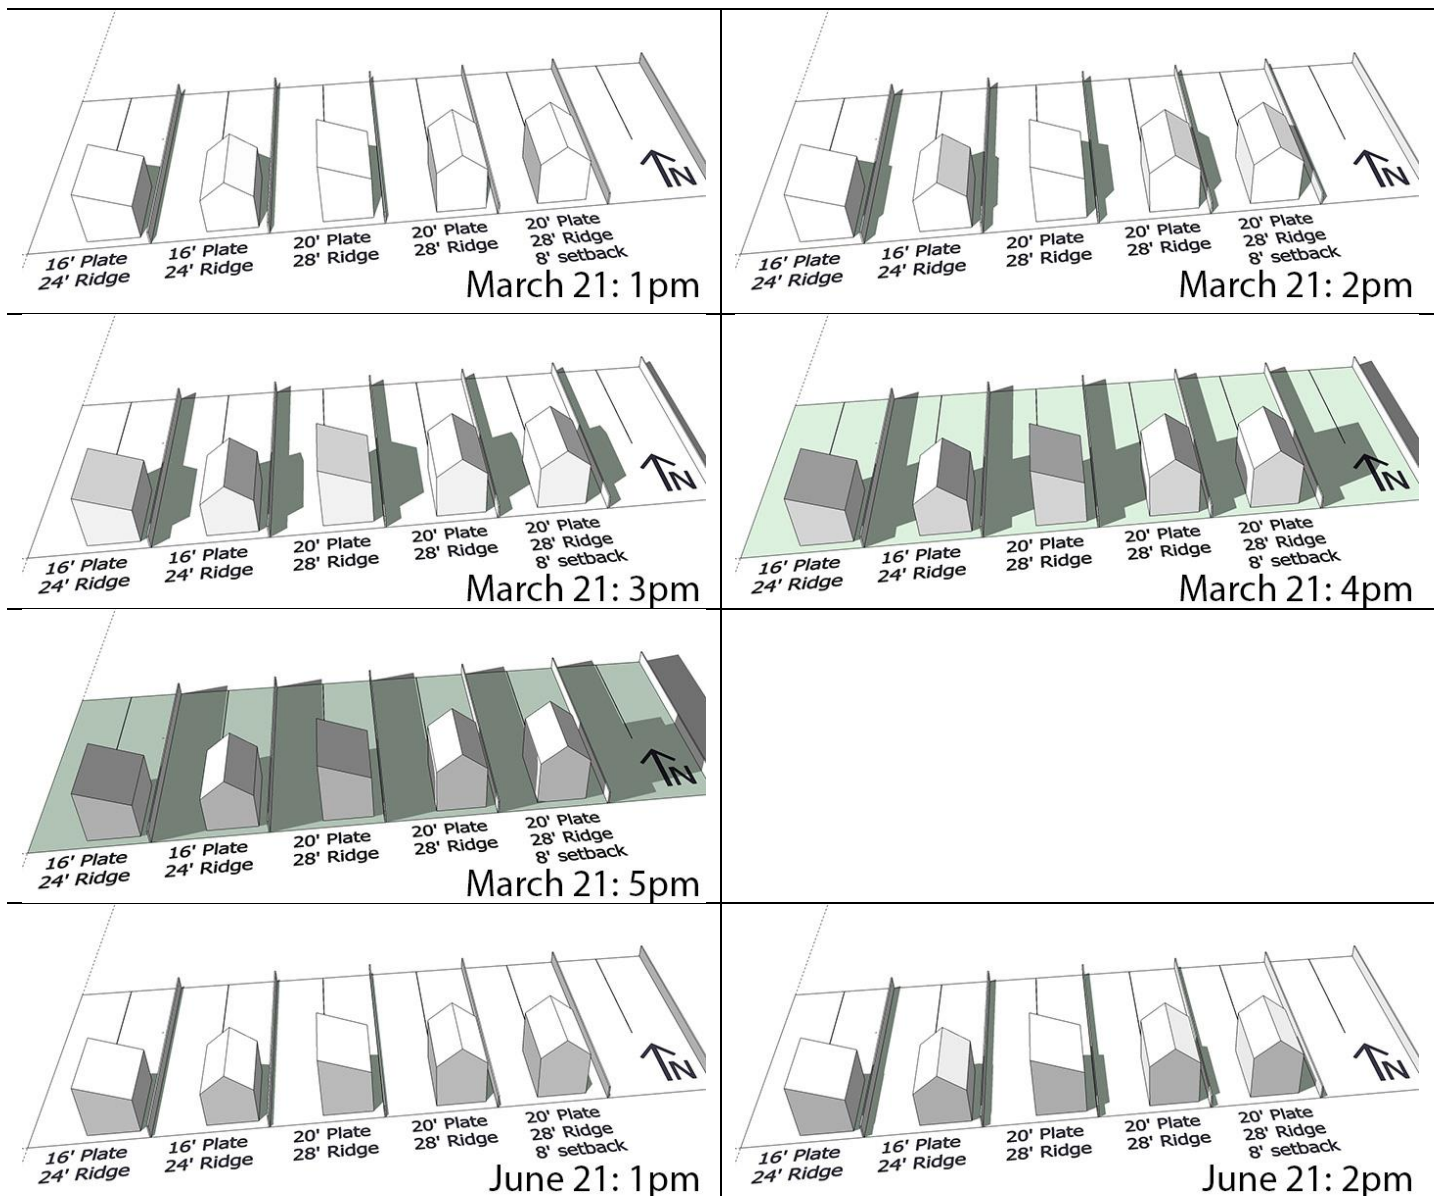 N
16' Plate
24' Ridge
16' Plate
24' Ridge
20' Plate
28' Ridge
20' Plate
28' Ridge
20' Plate
28' Ridge
8' setback
March 21: 1pm
N
16' Plate
24' Ridge
16' Plate
24' Ridge
20' Plate
28' Ridge
20' Plate
28' Ridge
20' Plate
28' Ridge
8' setback
March 21: 2pm
N
16' Plate
24' Ridge
16' Plate
24' Ridge
20' Plate
28' Ridge
20' Plate
28' Ridge
20' Plate
28' Ridge
8' setback
March 21: 3pm
N
16' Plate
24' Ridge
16' Plate
24' Ridge
20' Plate
28' Ridge
20' Plate
28' Ridge
20' Plate
28' Ridge
8' setback
March 21: 4pm
N
16' Plate
24' Ridge
16' Plate
24' Ridge
20' Plate
28' Ridge
20' Plate
28' Ridge
20' Plate
28' Ridge
8' setback
March 21: 5pm
N
16' Plate
24' Ridge
16' Plate
24' Ridge
20' Plate
28' Ridge
20' Plate
28' Ridge
20' Plate
28' Ridge
8' setback
June 21: 1pm
N
16' Plate
24' Ridge
16' Plate
24' Ridge
20' Plate
28' Ridge
20' Plate
28' Ridge
20' Plate
28' Ridge
8' setback
June 21: 2pm